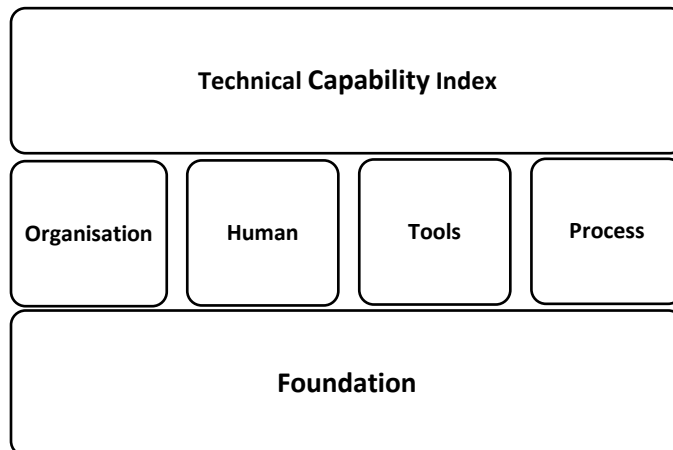 Technical Capability Index
Organisation
Human
Tools
Process
Foundation